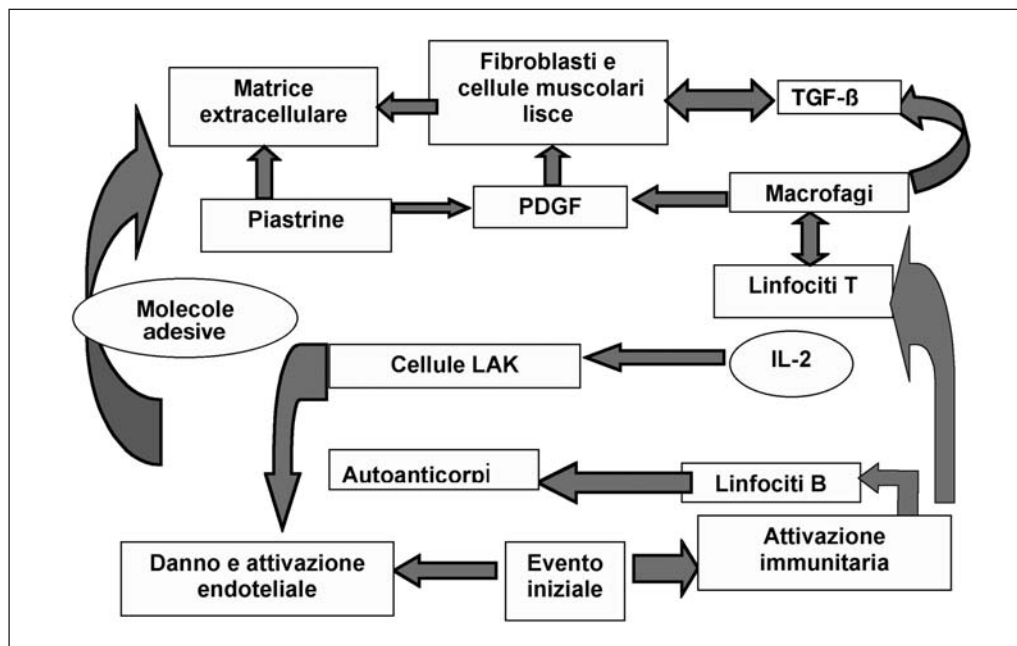 Fibroblasti e
cellule muscolari
lisce
Matrice
extracellulare
TGF-ß
Piastrine
PDGF
Macrofagi
Linfociti T
Molecole
adesive
Cellule LAK
IL-2
Autoanticorpi
Linfociti B
Danno e attivazione
endoteliale
Evento
iniziale
Attivazione
immunitaria